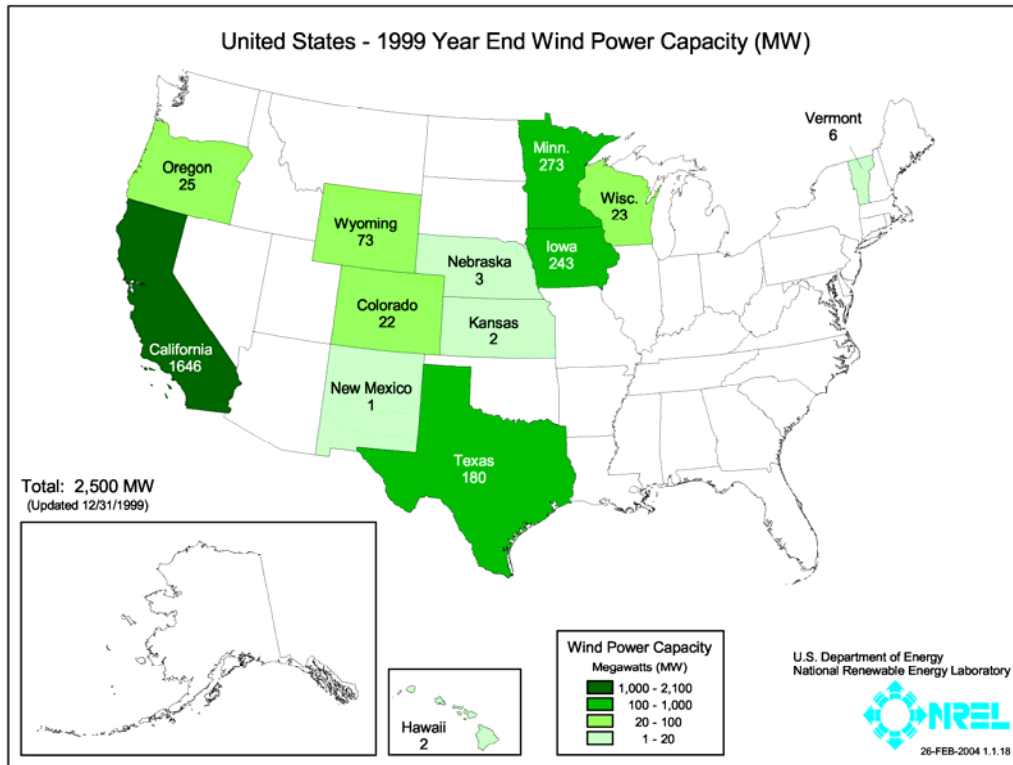 United States - 1999 Year End Wind Power Capacity (MW)
Vermont
6
Minn.
273
Oregon
25
Wisc.
23
Wyoming
73
Iowa
243
Nebraska
3
Colorado
22
Kansas
2
California
1646
New Mexico
1
Texas
180
Total: 2,500 MW
(Updated 12/31/1999)
Hawaii
2
Wind Power Capacity
Megawatts (MW)
1,000 - 2,100
100 - 1,000
20 - 100
1 - 20
U.S. Department of Energy
National Renewable Energy Laboratory
NREL
26-FEB-2004 1.1.18